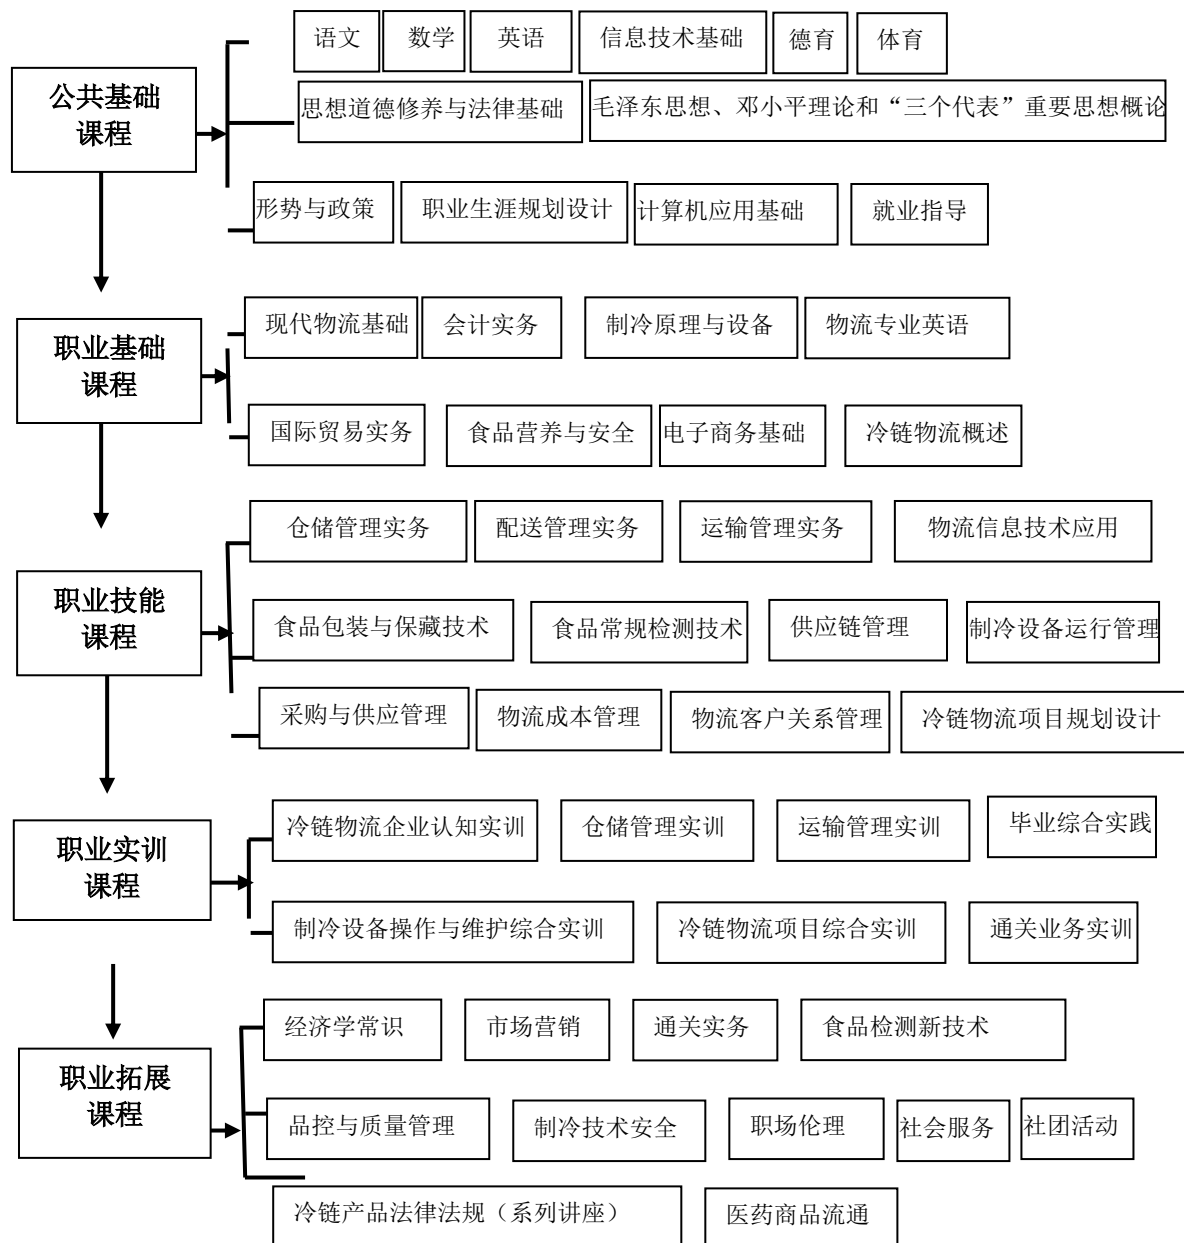 语文 数学 英语 信息技术基础 德育 体育
公共基础
课程
思想道德修养与法律基础 毛泽东思想、邓小平理论和“三个代表”重要思想概论
形势与政策 职业生涯规划设计 计算机应用基础 就业指导
现代物流基础 会计实务 制冷原理与设备 物流专业英语
职业基础
课程
国际贸易实务 食品营养与安全 电子商务基础 冷链物流概述
仓储管理实务 配送管理实务 运输管理实务 物流信息技术应用
职业技能
课程
食品包装与保藏技术 食品常规检测技术 供应链管理 制冷设备运行管理
采购与供应管理 物流成本管理 物流客户关系管理 冷链物流项目规划设计
冷链物流企业认知实训 仓储管理实训 运输管理实训 毕业综合实践
职业实训
课程
制冷设备操作与维护综合实训 冷链物流项目综合实训 通关业务实训
经济学常识 市场营销 通关实务 食品检测新技术
职业拓展
课程
品控与质量管理 制冷技术安全 职场伦理 社会服务 社团活动
冷链产品法律法规（系列讲座） 医药商品流通